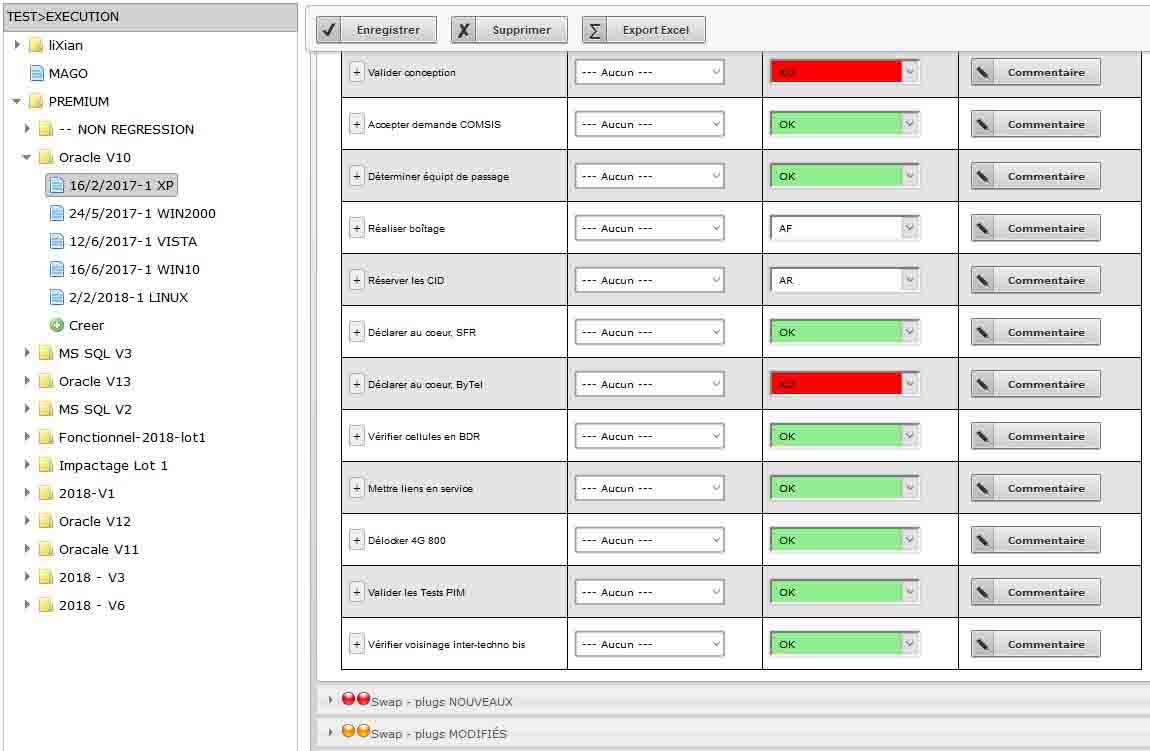 TEST>EXECUTION
liXian
MAGO
PREMIUM
-- NON REGRESSION
Oracle V10
16/2/2017-1 XP
24/5/2017-1 WIN2000
12/6/2017-1 VISTA
16/6/2017-1 WIN10
2/2/2018-1 LINUX
Creer
MS SQL V3
Oracle V13
MS SQL V2
Fonctionnel-2018-lot1
Impactage Lot 1
2018-V1
Oracle V12
Oracale V11
2018 - V3
2018 - V6
Enregistrer Supprimer Export Excel
+ Valider conception --- Aucun --- KO Commentaire
+ Accepter demande COMSIS --- Aucun --- OK Commentaire
+ Déterminer équipt de passage --- Aucun --- OK Commentaire
+ Réaliser boîtage --- Aucun --- AF Commentaire
+ Réserver les CID --- Aucun --- AR Commentaire
+ Déclarer au coeur, SFR --- Aucun --- OK Commentaire
+ Déclarer au coeur, ByTel --- Aucun --- KO Commentaire
+ Vérifier cellules en BDR --- Aucun --- OK Commentaire
+ Mettre liens en service --- Aucun --- OK Commentaire
+ Délocker 4G 800 --- Aucun --- OK Commentaire
+ Valider les Tests PIM --- Aucun --- OK Commentaire
+ Vérifier voisinage inter-techno bis --- Aucun --- OK Commentaire
Swap - plugs NOUVEAUX
Swap - plugs MODIFIÉS